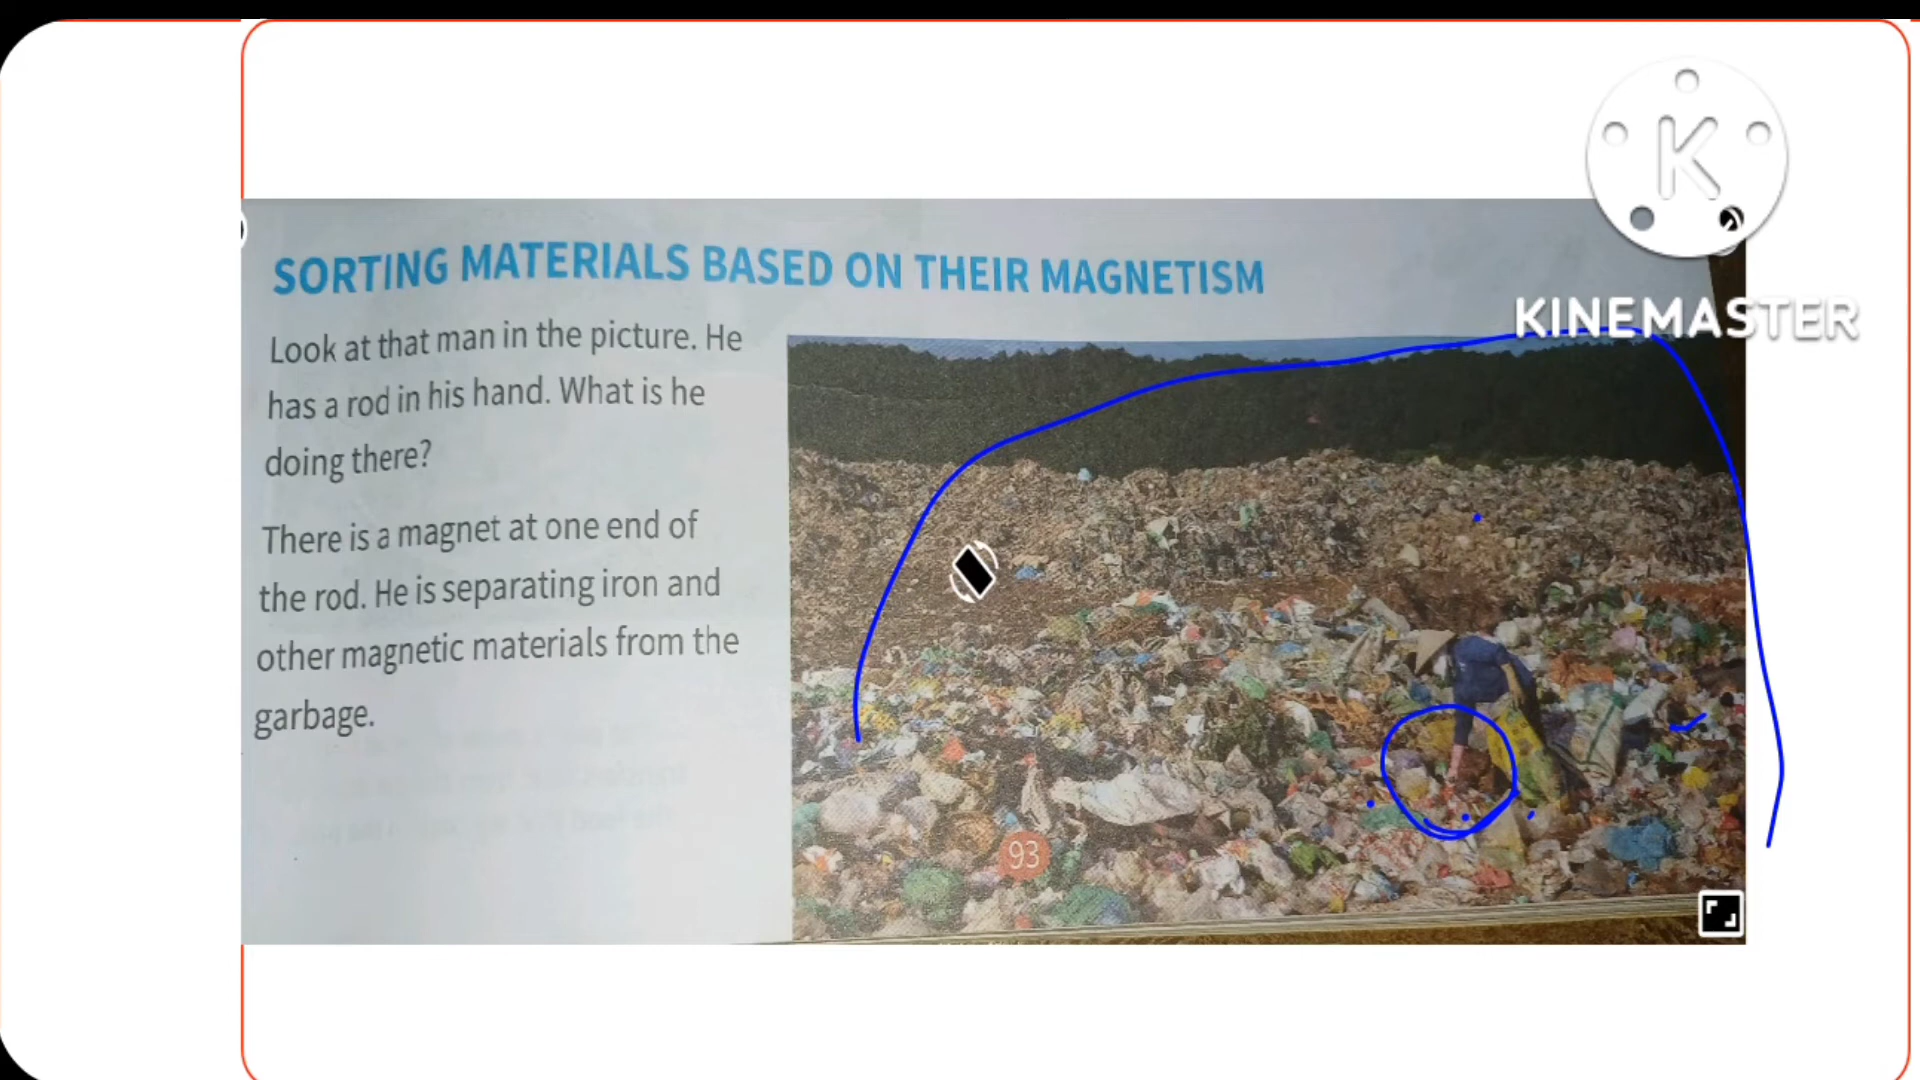 K
KINEMASTER
SORTING MATERIALS BASED ON THEIR MAGNETISM
Look at that man in the picture. He
has a rod in his hand. What is he
doing there?
There is a magnet at one end of
the rod. He is separating iron and
other magnetic materials from the
garbage.
93